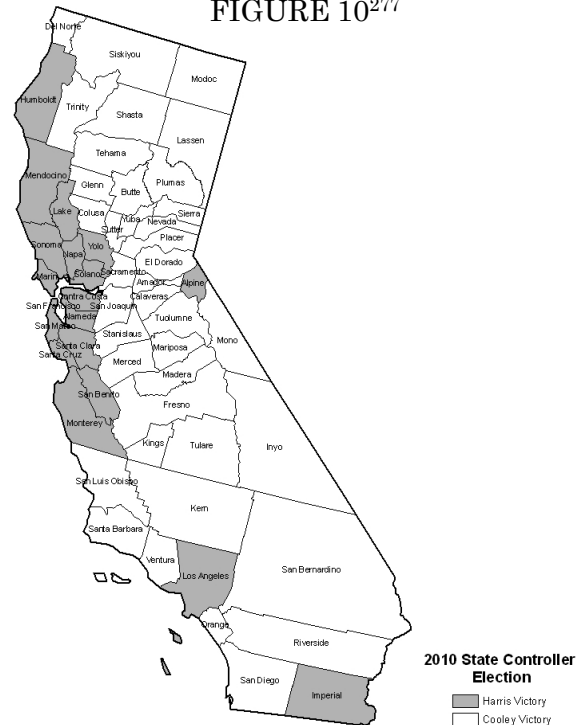 FIGURE 10277
Del Norte
Siskiyou
Modoc
Humboldt
Trinity
Shasta
Lassen
Tehama
Mendocino
Glenn
Butte
Plumas
Lake
Colusa
Sutter
Yuba
Nevada
Sierra
Placer
Sonoma
Napa
Yolo
El Dorado
Marin
Solano
Sacramento
Amador
Alpine
Contra Costa
San Francisco
San Joaquin
Calaveras
Alameda
Tuolumne
San Mateo
Stanislaus
Mono
Santa Clara
Santa Cruz
Merced
Mariposa
Madera
San Benito
Fresno
Monterey
Kings
Tulare
Inyo
San Luis Obispo
Kern
Santa Barbara
Ventura
Los Angeles
San Bernardino
Orange
Riverside
San Diego
Imperial
2010 State Controller
Election
Harris Victory
Cooley Victory